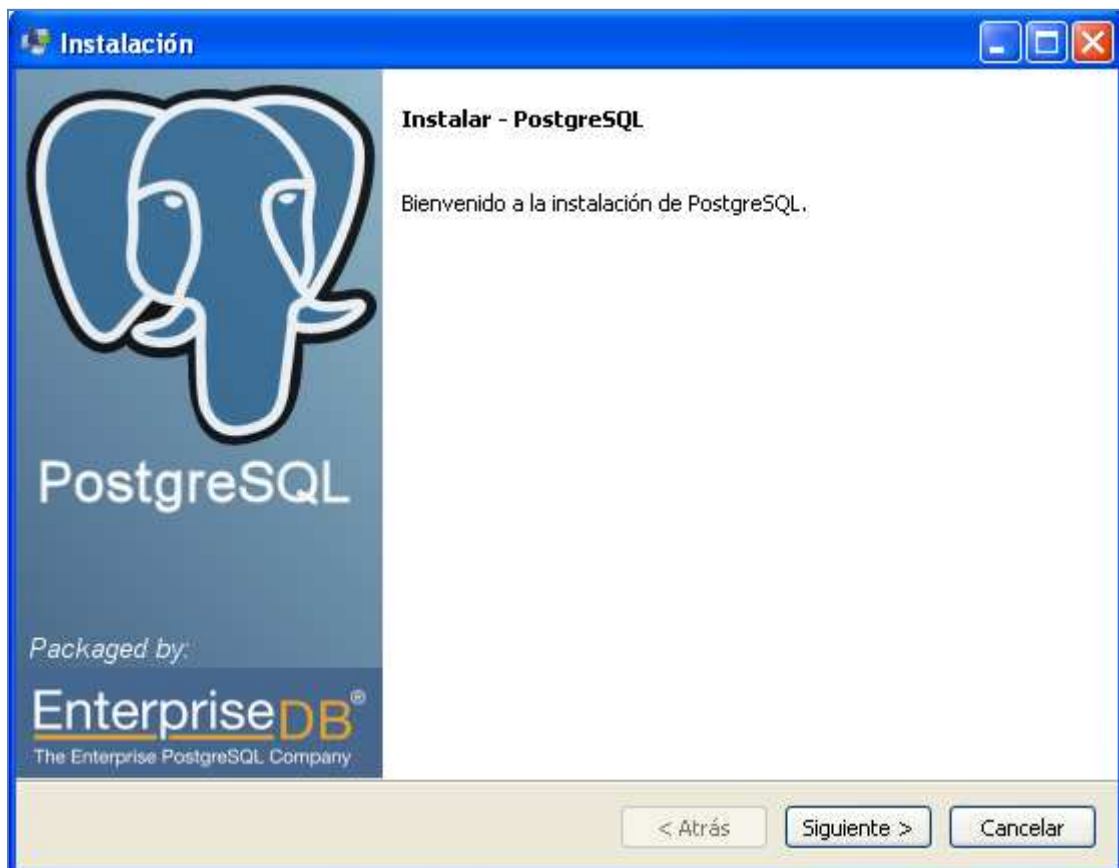 Instalación
Instalar - PostgreSQL
Bienvenido a la instalación de PostgreSQL.
PostgreSQL
Packaged by:
EnterpriseDB®
The Enterprise PostgreSQL Company
< Atrás
Siguiente >
Cancelar